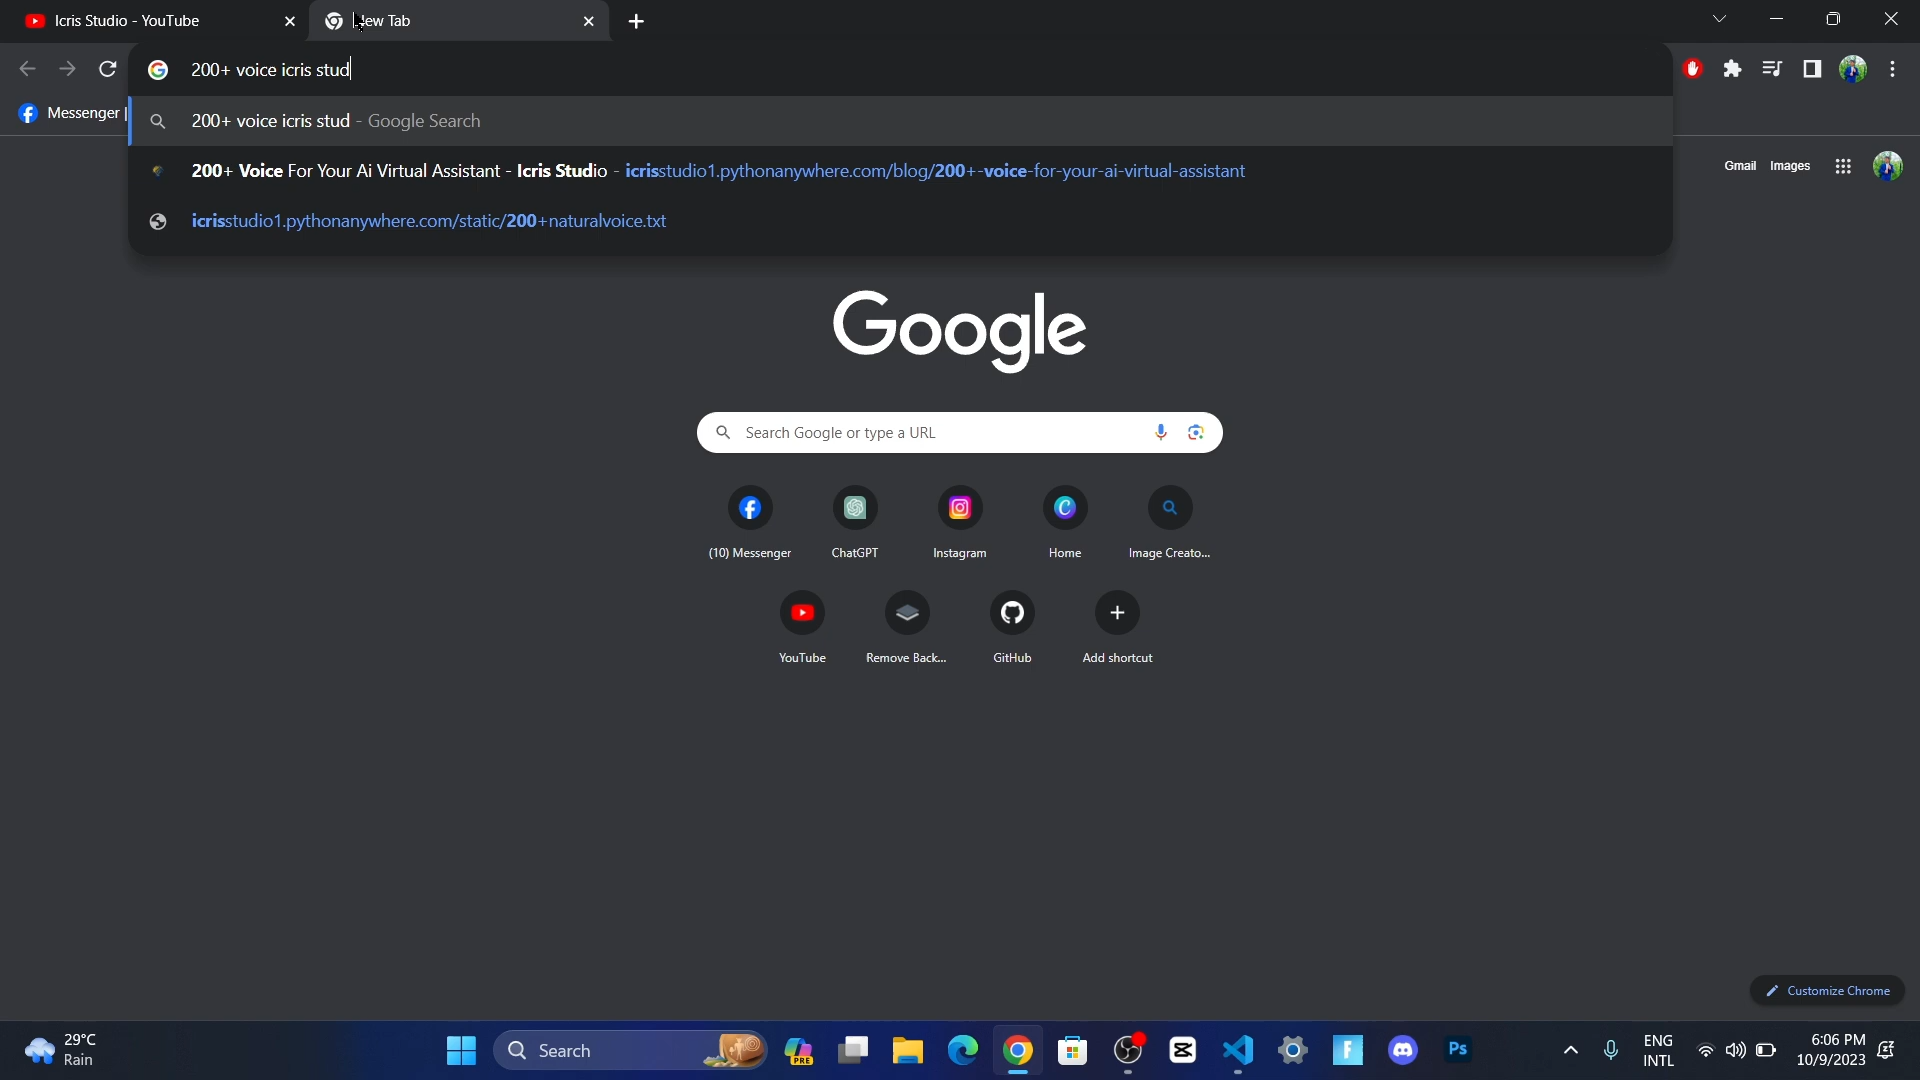 Icris Studio - YouTube
New Tab
200+ voice icris stud
Messenger |
200+ voice icris stud - Google Search
200+ Voice For Your Ai Virtual Assistant - Icris Studio - icrisstudio1.pythonanywhere.com/blog/200+-voice-for-your-ai-virtual-assistant
icrisstudio1.pythonanywhere.com/static/200+naturalvoice.txt
Gmail Images
Google
Search Google or type a URL
(10) Messenger ChatGPT Instagram Home Image Creato...
YouTube Remove Back... GitHub Add shortcut
Customize Chrome
29°C
Rain
Search
PRE
Ps
ENG
INTL
6:06 PM
10/9/2023